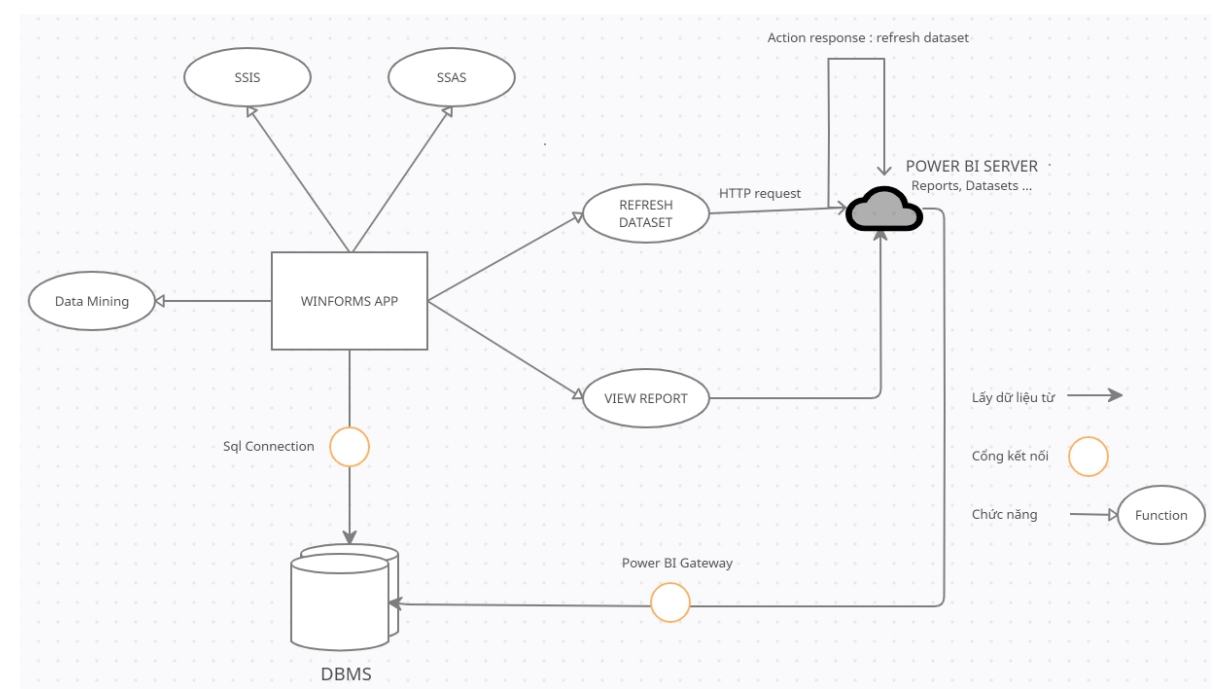 Action response : refresh dataset
SSIS
SSAS
POWER BI SERVER
Reports, Datasets ...
HTTP request
REFRESH
DATASET
Data Mining
WINFORMS APP
VIEW REPORT
Lấy dữ liệu từ
Sql Connection
Cổng kết nối
Chức năng
Function
Power BI Gateway
DBMS